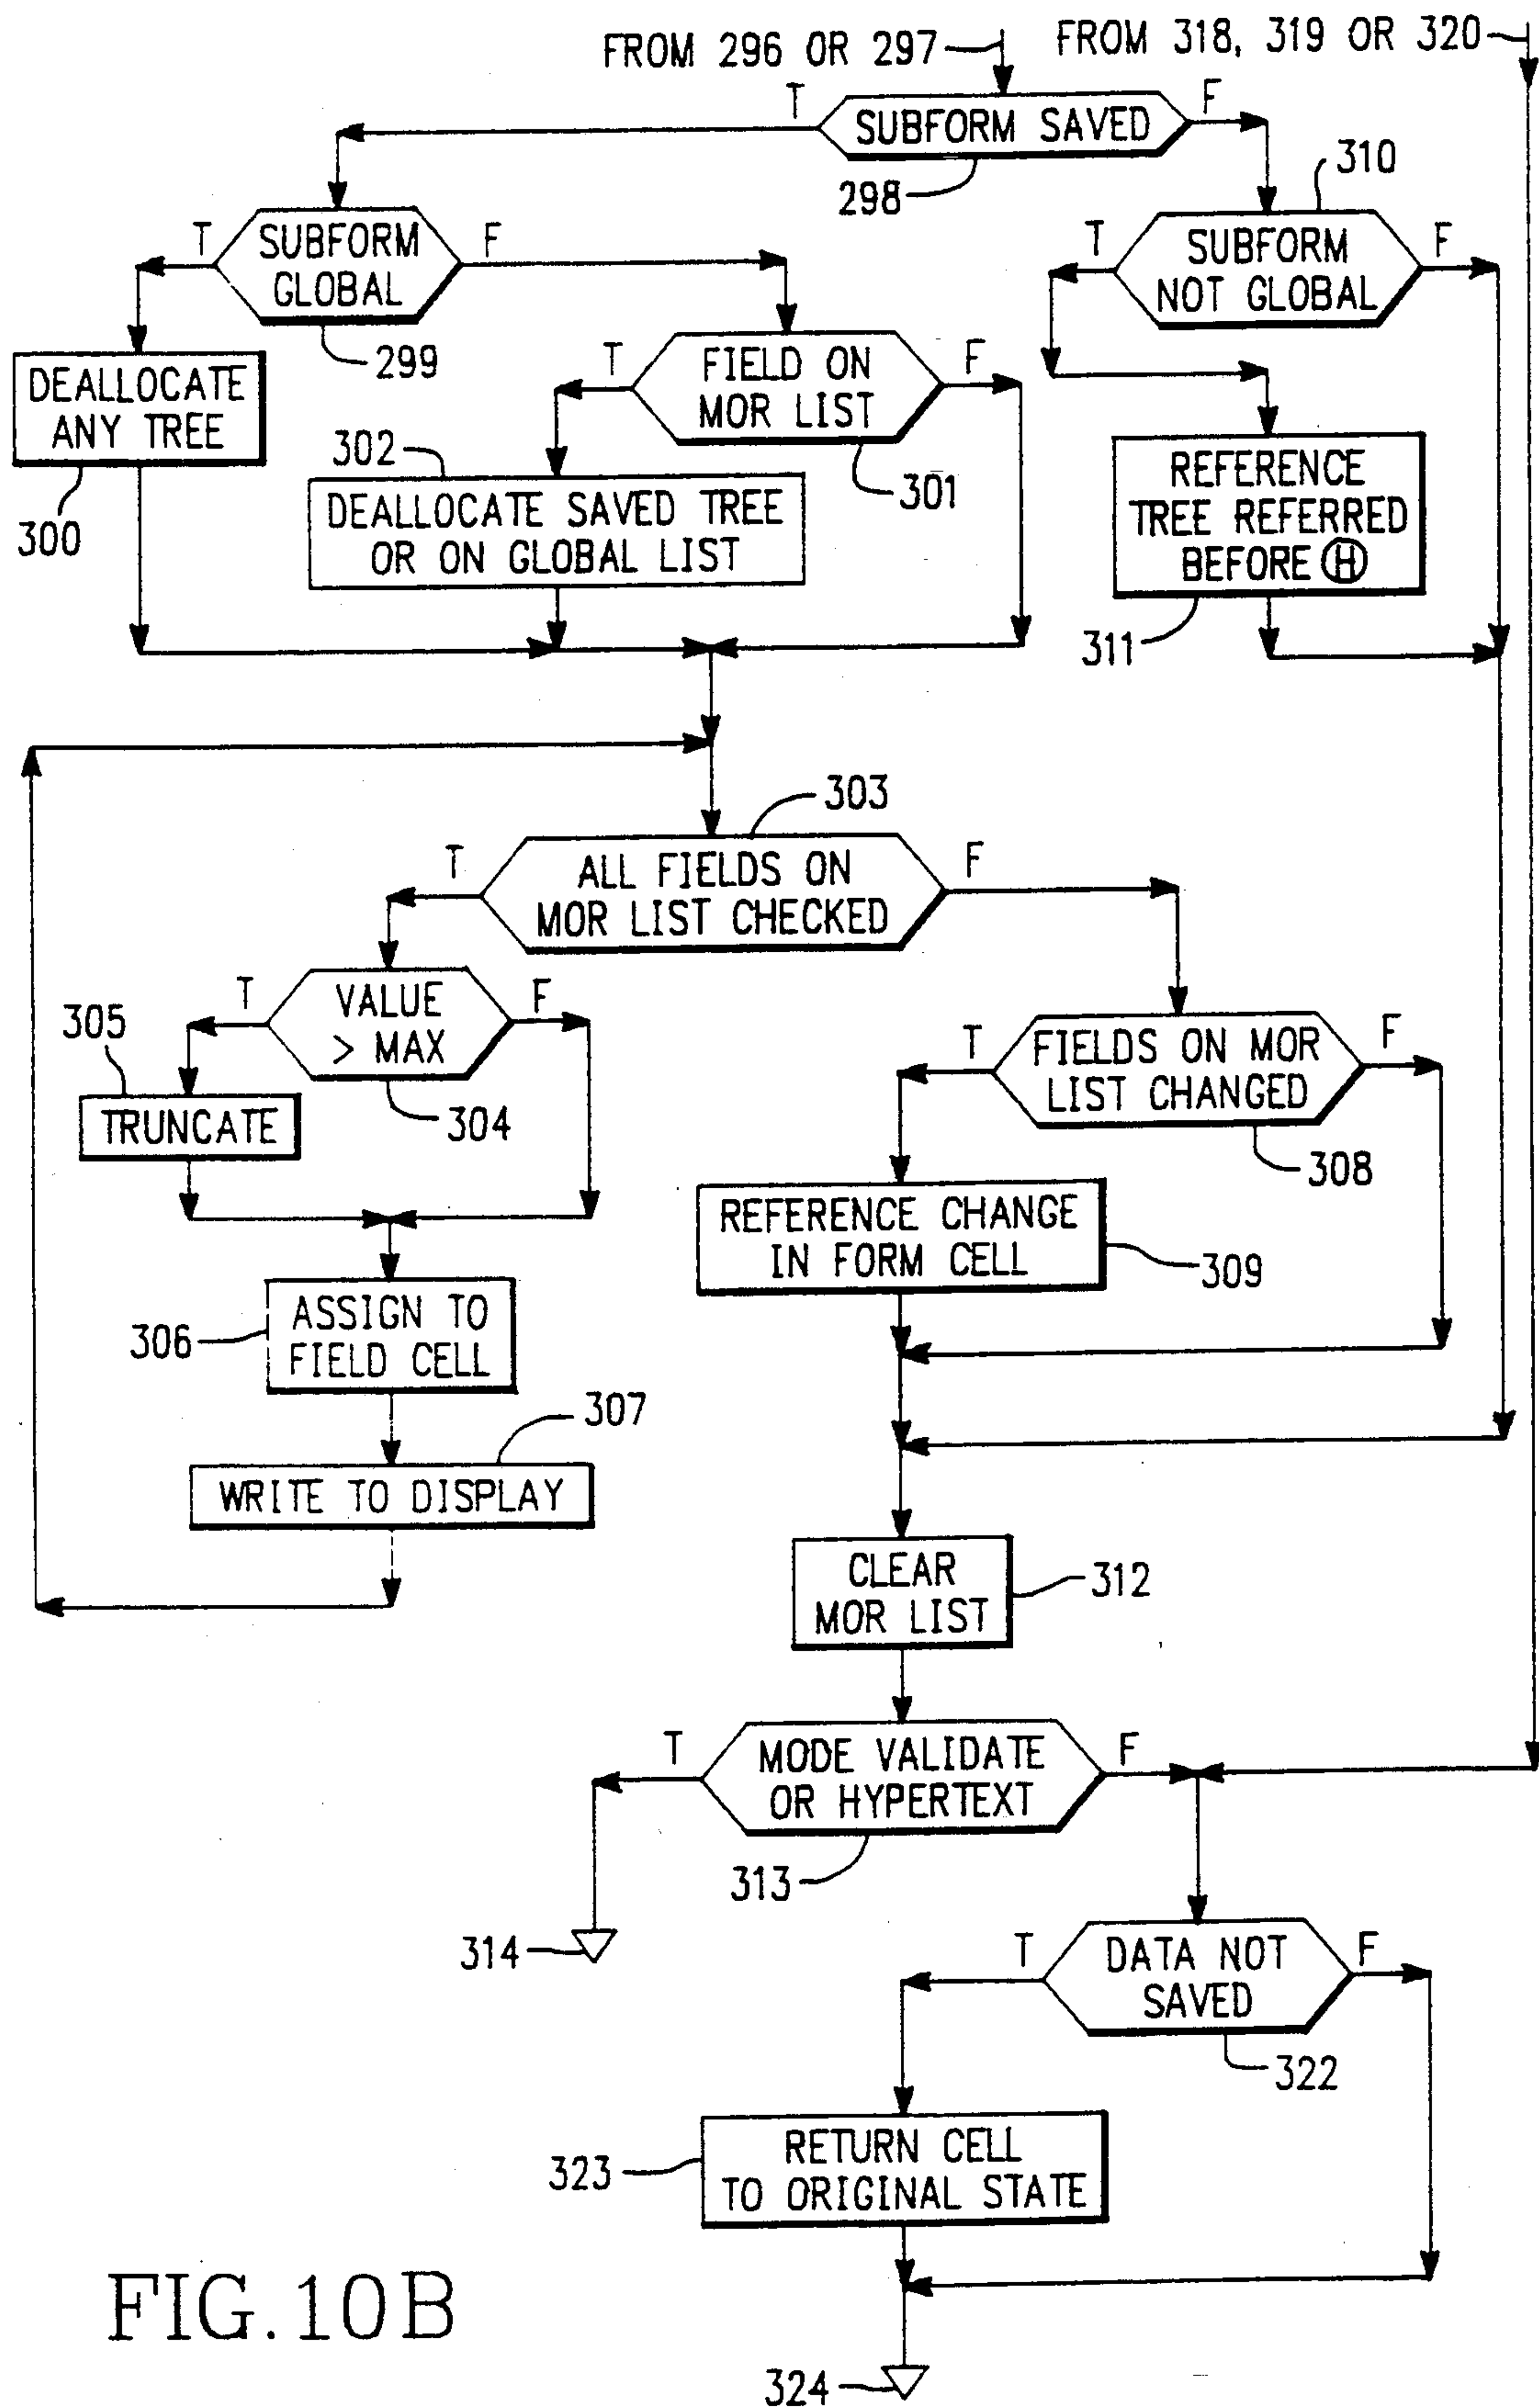 FROM 296 OR 297
FROM 318, 319 OR 320
T
SUBFORM SAVED
F
298
310
T
SUBFORM
GLOBAL
F
299
T
SUBFORM
NOT GLOBAL
F
DEALLOCATE
ANY TREE
300
T
FIELD ON
MOR LIST
F
301
302
DEALLOCATE SAVED TREE
OR ON GLOBAL LIST
REFERENCE
TREE REFERRED
BEFORE Ⓗ
311
303
T
ALL FIELDS ON
MOR LIST CHECKED
F
T
VALUE
> MAX
F
304
305
TRUNCATE
T
FIELDS ON MOR
LIST CHANGED
F
308
REFERENCE CHANGE
IN FORM CELL
309
306
ASSIGN TO
FIELD CELL
307
WRITE TO DISPLAY
CLEAR
MOR LIST
312
T
MODE VALIDATE
OR HYPERTEXT
F
313
314
T
DATA NOT
SAVED
F
322
323
RETURN CELL
TO ORIGINAL STATE
324
FIG. 10B